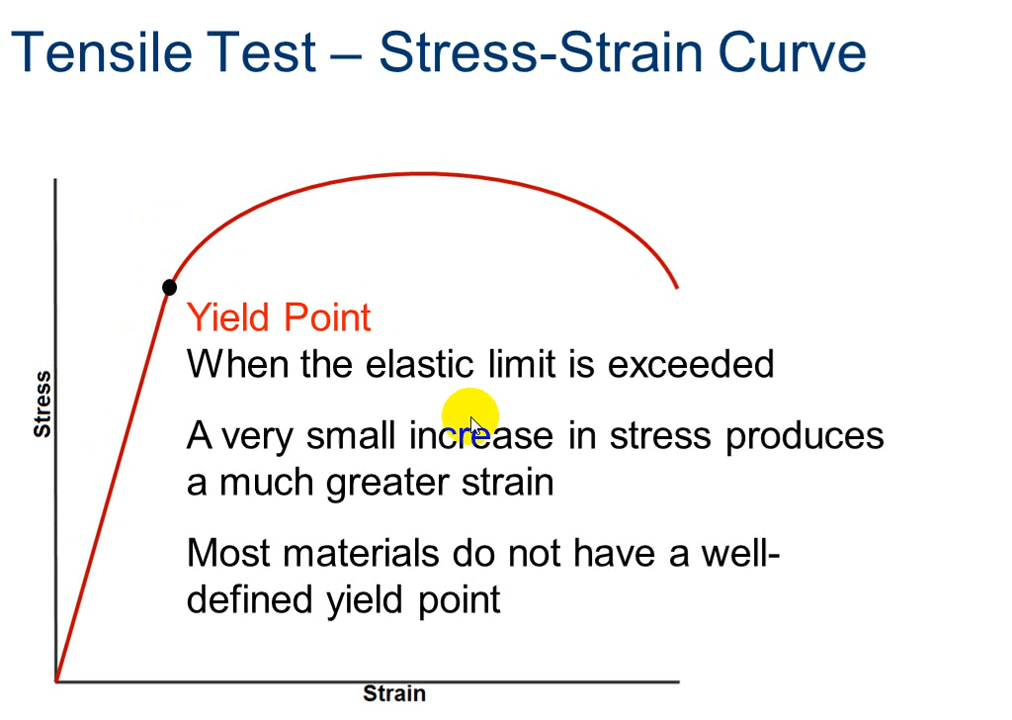 Tensile Test – Stress-Strain Curve
Stress
Yield Point
When the elastic limit is exceeded
A very small increase in stress produces
a much greater strain
Most materials do not have a well-
defined yield point
Strain